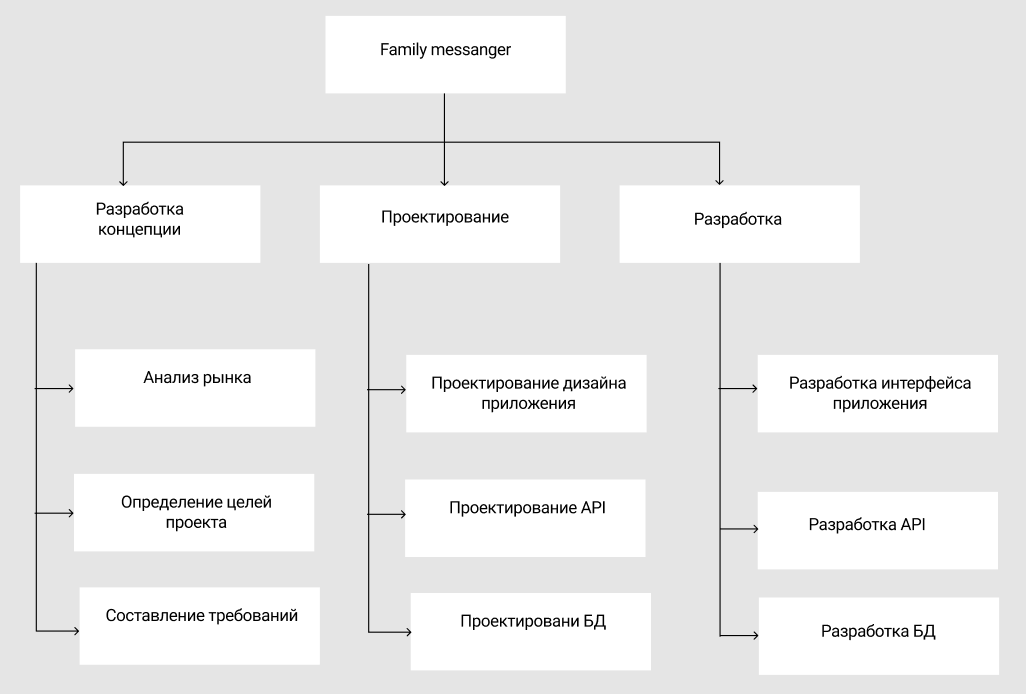 Family messanger
Разработка
концепции
Проектирование
Разработка
Анализ рынка
Проектирование дизайна
приложения
Разработка интерфейса
приложения
Определение целей
проекта
Проектирование API
Разработка API
Составление требований
Проектировани БД
Разработка БД